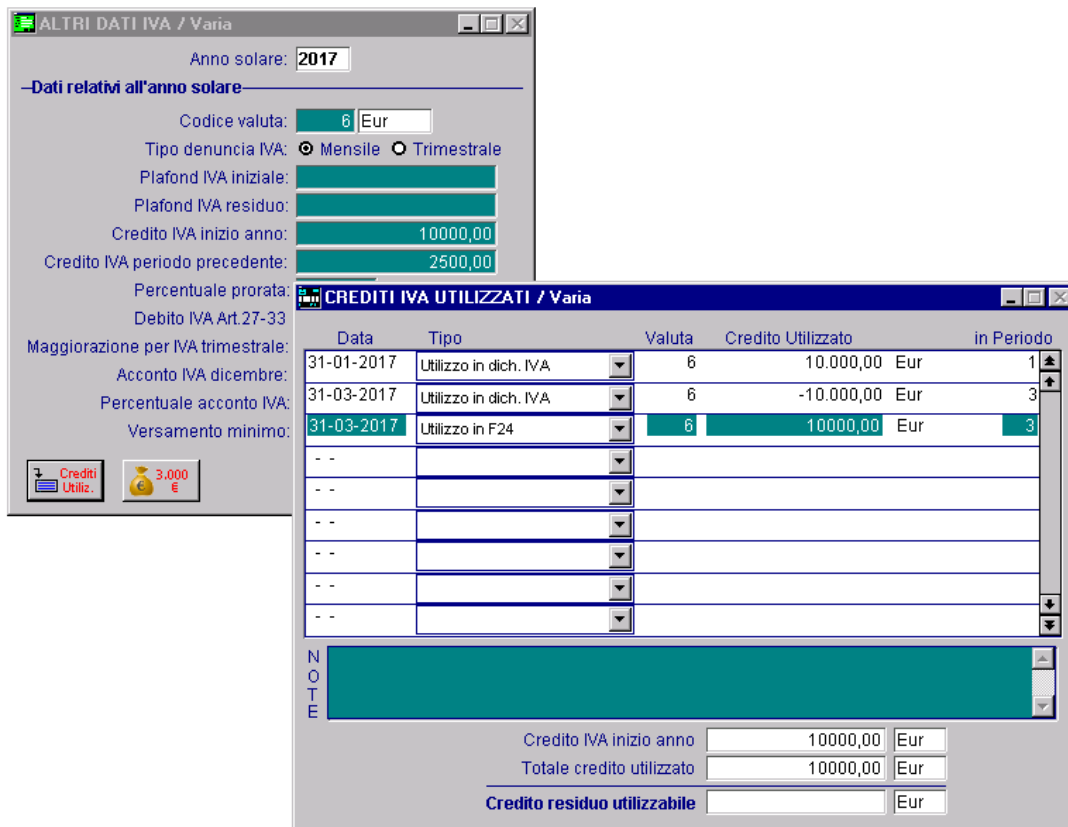 ALTRI DATI IVA / Varia
Anno solare: 2017
Dati relativi all'anno solare
Codice valuta: 6 Eur
Tipo denuncia IVA: Mensile Trimestrale
Plafond IVA iniziale:
Plafond IVA residuo:
Credito IVA inizio anno: 10000,00
Credito IVA periodo precedente: 2500,00
Percentuale prorata:
Debito IVA Art.27-33
Maggiorazione per IVA trimestrale:
Acconto IVA dicembre:
Percentuale acconto IVA:
Versamento minimo:
Crediti Utiliz.
3.000 €
CREDITI IVA UTILIZZATI / Varia
Data Tipo Valuta Credito Utilizzato in Periodo
31-01-2017 Utilizzo in dich. IVA 6 10.000,00 Eur 1
31-03-2017 Utilizzo in dich. IVA 6 -10.000,00 Eur 3
31-03-2017 Utilizzo in F24 6 10000,00 Eur 3
- -
- -
- -
- -
- -
- -
NOTE
Credito IVA inizio anno 10000,00 Eur
Totale credito utilizzato 10000,00 Eur
Credito residuo utilizzabile Eur